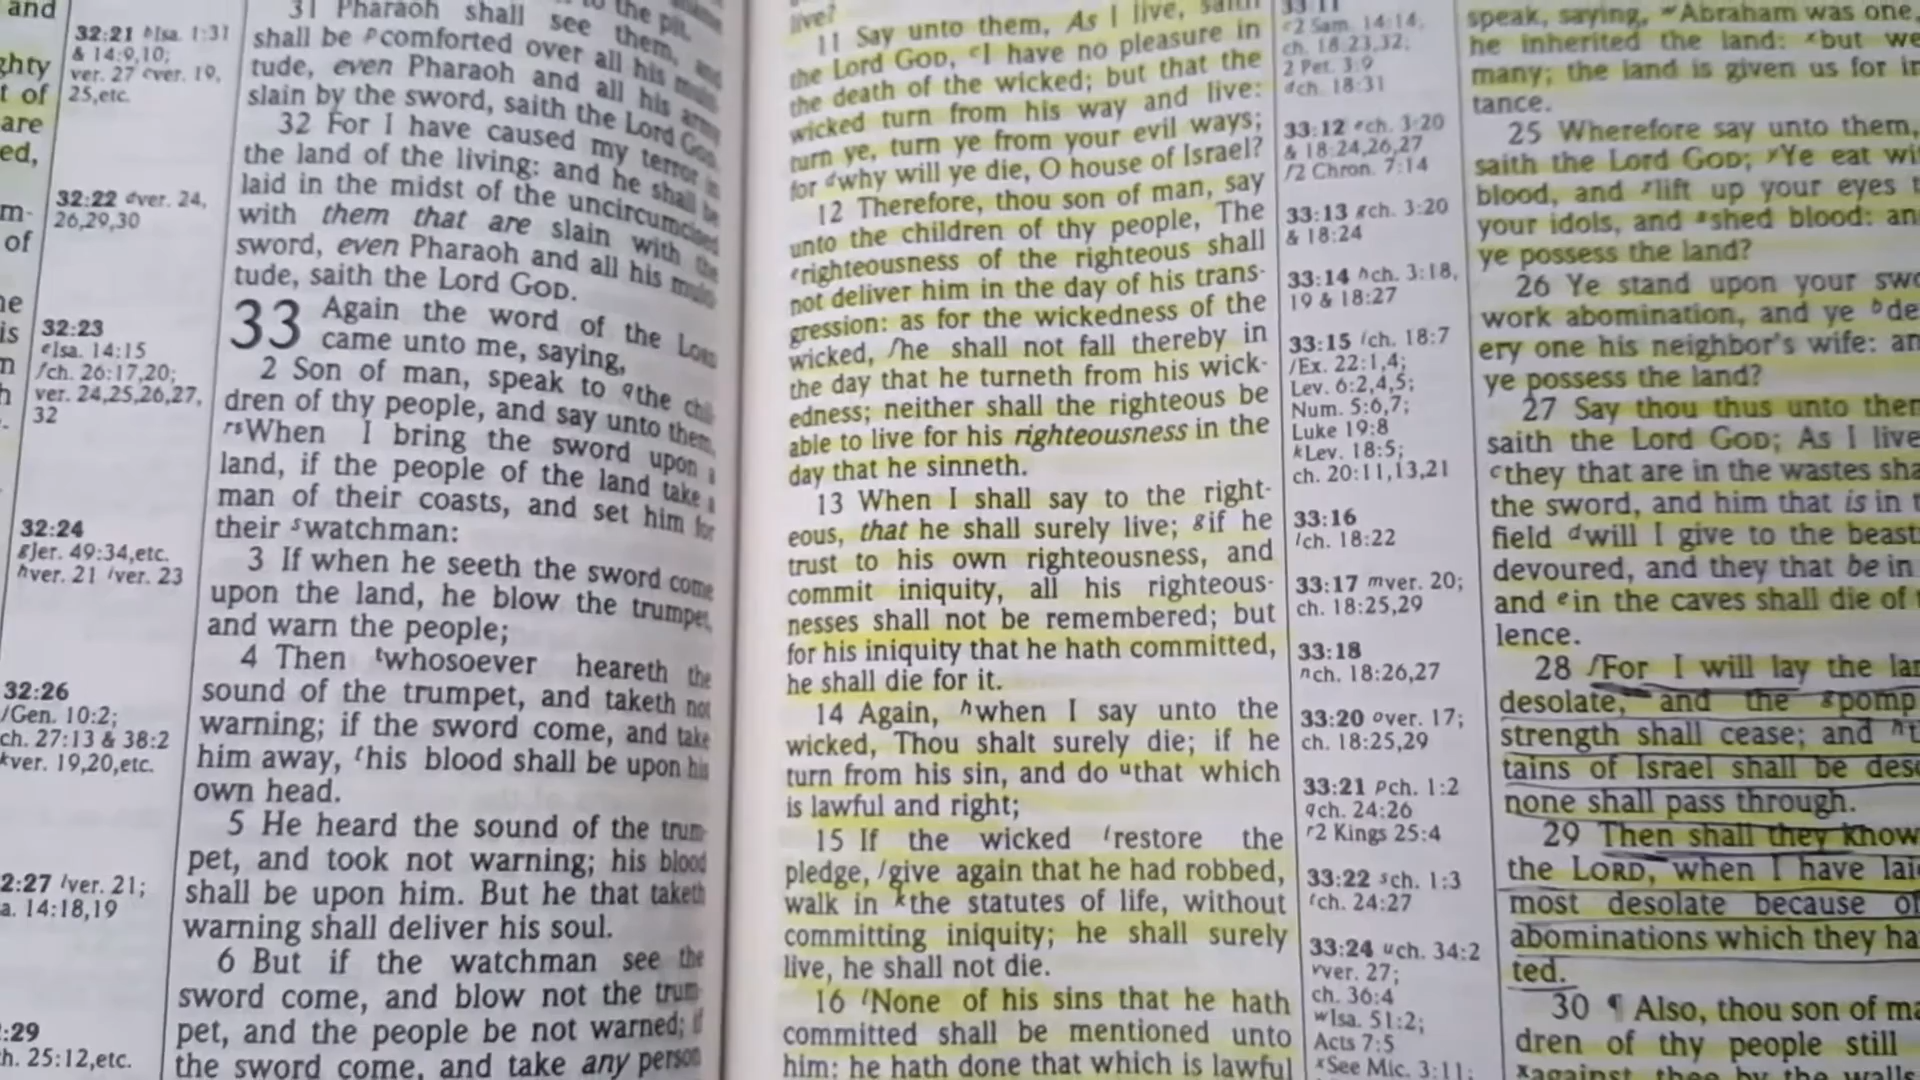 and
ghty
t of
are
ed,
m-
of
32:21 bIsa. 1:31
& 14:9,10;
ver. 27 cver. 19,
25,etc.
32:22 dver. 24,
26,29,30
32:23
eIsa. 14:15
fch. 26:17,20;
ver. 24,25,26,27,
32
32:24
gJer. 49:34,etc.
hver. 21 iver. 23
32:26
jGen. 10:2;
ch. 27:13 & 38:2
kver. 19,20,etc.
2:27 lver. 21;
a. 14:18,19
:29
h. 25:12,etc.
to the pit.
31 Pharaoh shall see them, and
shall be pcomforted over all his multi
tude, even Pharaoh and all his army
slain by the sword, saith the Lord GOD.
32 For I have caused my terror in
the land of the living: and he shall be
laid in the midst of the uncircumcised
with them that are slain with the
sword, even Pharaoh and all his multi
tude, saith the Lord GOD.
33 Again the word of the LORD
came unto me, saying,
2 Son of man, speak to qthe chil
dren of thy people, and say unto them,
rsWhen I bring the sword upon a
land, if the people of the land take a
man of their coasts, and set him for
their swatchman:
3 If when he seeth the sword come
upon the land, he blow the trumpet,
and warn the people;
4 Then twhosoever heareth the
sound of the trumpet, and taketh not
warning; if the sword come, and take
him away, rhis blood shall be upon his
own head.
5 He heard the sound of the trum
pet, and took not warning; his blood
shall be upon him. But he that taketh
warning shall deliver his soul.
6 But if the watchman see the
sword come, and blow not the trum
pet, and the people be not warned; if
the sword come, and take any person
live?
11 Say unto them, As I live, saith
the Lord GOD, cI have no pleasure in
the death of the wicked; but that the
wicked turn from his way and live:
turn ye, turn ye from your evil ways;
for dwhy will ye die, O house of Israel?
12 Therefore, thou son of man, say
unto the children of thy people, The
erighteousness of the righteous shall
not deliver him in the day of his trans-
gression: as for the wickedness of the
wicked, fhe shall not fall thereby in
the day that he turneth from his wick-
edness; neither shall the righteous be
able to live for his righteousness in the
day that he sinneth.
13 When I shall say to the right-
eous, that he shall surely live; gif he
trust to his own righteousness, and
commit iniquity, all his righteous-
nesses shall not be remembered; but
for his iniquity that he hath committed,
he shall die for it.
14 Again, hwhen I say unto the
wicked, Thou shalt surely die; if he
turn from his sin, and do uthat which
is lawful and right;
15 If the wicked irestore the
pledge, jgive again that he had robbed,
walk in kthe statutes of life, without
committing iniquity; he shall surely
live, he shall not die.
16 lNone of his sins that he hath
committed shall be mentioned unto
him: he hath done that which is lawful
33:11
c2 Sam. 14:14,
ch. 18:23,32;
2 Pet. 3:9
dch. 18:31
33:12 ech. 3:20
& 18:24,26,27
f2 Chron. 7:14
33:13 gch. 3:20
& 18:24
33:14 hch. 3:18,
19 & 18:27
33:15 ich. 18:7
jEx. 22:1,4;
Lev. 6:2,4,5;
Num. 5:6,7;
Luke 19:8
kLev. 18:5;
ch. 20:11,13,21
33:16
lch. 18:22
33:17 mver. 20;
ch. 18:25,29
33:18
nch. 18:26,27
33:20 over. 17;
ch. 18:25,29
33:21 pch. 1:2
qch. 24:26
r2 Kings 25:4
33:22 sch. 1:3
tch. 24:27
33:24 uch. 34:2
vver. 27;
ch. 36:4
wIsa. 51:2;
Acts 7:5
xSee Mic. 3:11;
speak, saying, wAbraham was one,
he inherited the land: xbut we
many; the land is given us for in
tance.
25 Wherefore say unto them,
saith the Lord GOD; yYe eat wi
blood, and zlift up your eyes t
your idols, and ashed blood: an
ye possess the land?
26 Ye stand upon your swo
work abomination, and ye bde
ery one his neighbor's wife: an
ye possess the land?
27 Say thou thus unto them
saith the Lord GOD; As I live
cthey that are in the wastes sha
the sword, and him that is in t
field dwill I give to the beast
devoured, and they that be in
and ein the caves shall die of
lence.
28 fFor I will lay the lan
desolate, and the gpomp
strength shall cease; and h
tains of Israel shall be deso
none shall pass through.
29 Then shall they know
the LORD, when I have laid
most desolate because of
abominations which they ha
ted.
30 ¶ Also, thou son of ma
dren of thy people still
xagainst thee by the walls